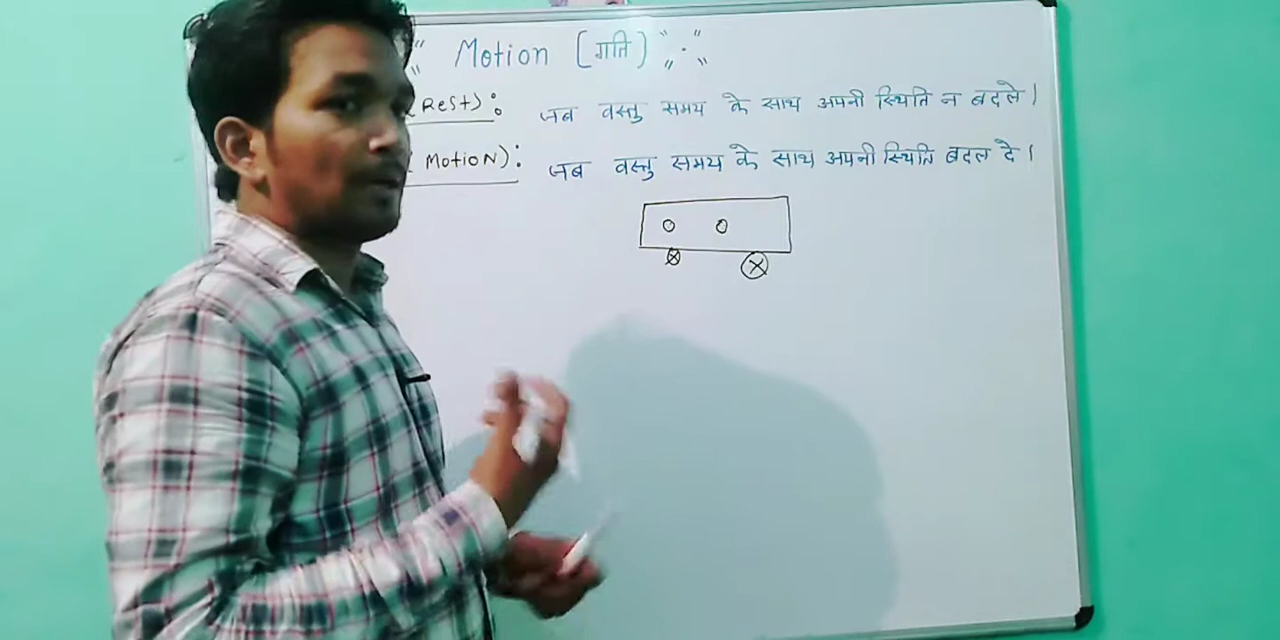 " Motion [गति) " : "
(Rest) : जब वस्तु समय के साथ अपनी स्थिति न बदले।
( MOTION) : जब वस्तु समय के साथ अपनी स्थिति बदल दे।